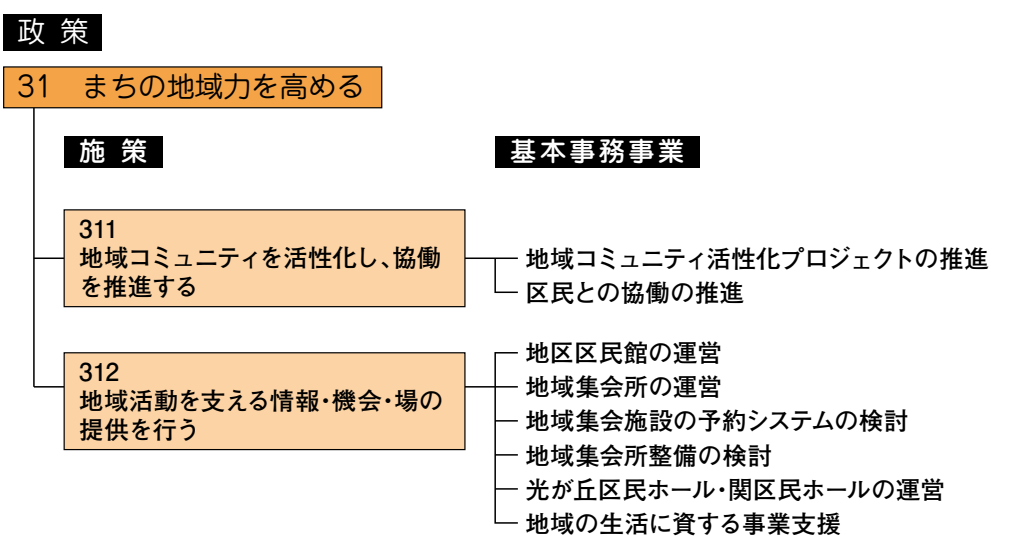 政策
31 まちの地域力を高める
施策
基本事務事業
311
地域コミュニティを活性化し、協働
を推進する
地域コミュニティ活性化プロジェクトの推進
区民との協働の推進
312
地域活動を支える情報・機会・場の
提供を行う
地区区民館の運営
地域集会所の運営
地域集会施設の予約システムの検討
地域集会所整備の検討
光が丘区民ホール・関区民ホールの運営
地域の生活に資する事業支援